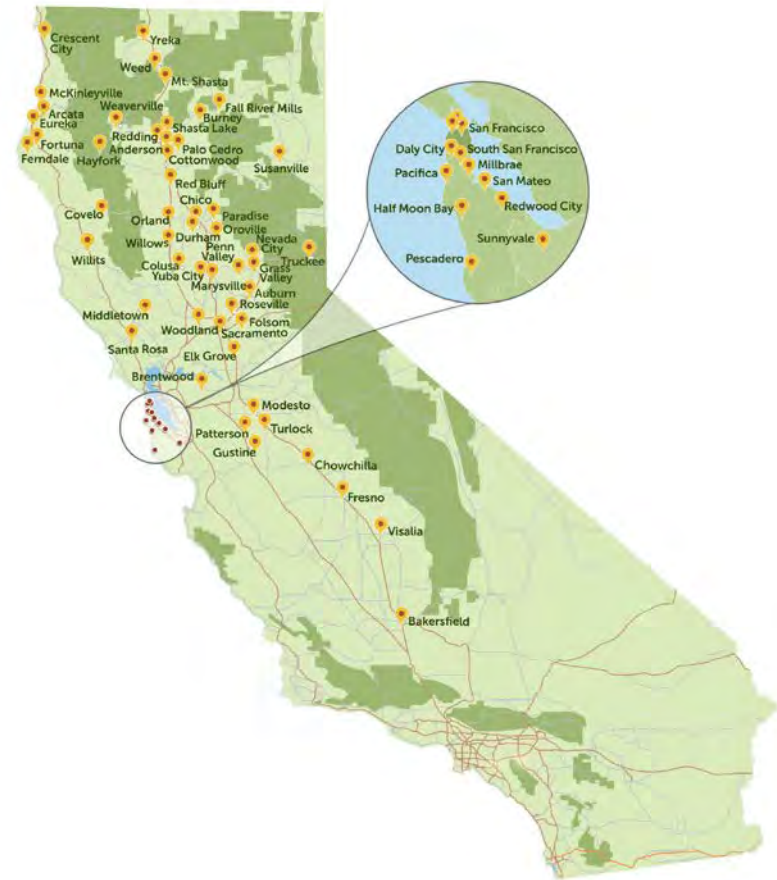 Crescent
City
Yreka
Weed
Mt. Shasta
McKinleyville
Arcata
Eureka
Fortuna
Ferndale
Weaverville
Hayfork
Fall River Mills
Burney
Shasta Lake
Redding
Anderson
Palo Cedro
Cottonwood
Susanville
Red Bluff
Covelo
Willits
Chico
Orland
Paradise
Oroville
Willows
Durham
Penn
Valley
Nevada
City
Truckee
Colusa
Yuba City
Grass
Valley
Marysville
Auburn
Middletown
Roseville
Woodland
Folsom
Sacramento
Santa Rosa
Elk Grove
Brentwood
Modesto
Turlock
Patterson
Gustine
Chowchilla
Fresno
Visalia
Bakersfield
San Francisco
Daly City
South San Francisco
Millbrae
Pacifica
San Mateo
Half Moon Bay
Redwood City
Sunnyvale
Pescadero